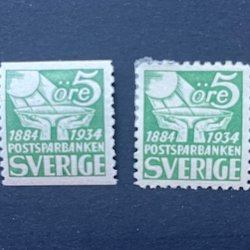 5 öre
1884 1934
POSTSPARBANKEN
SVERIGE
5 öre
1884 1934
POSTSPARBANKEN
SVERIGE